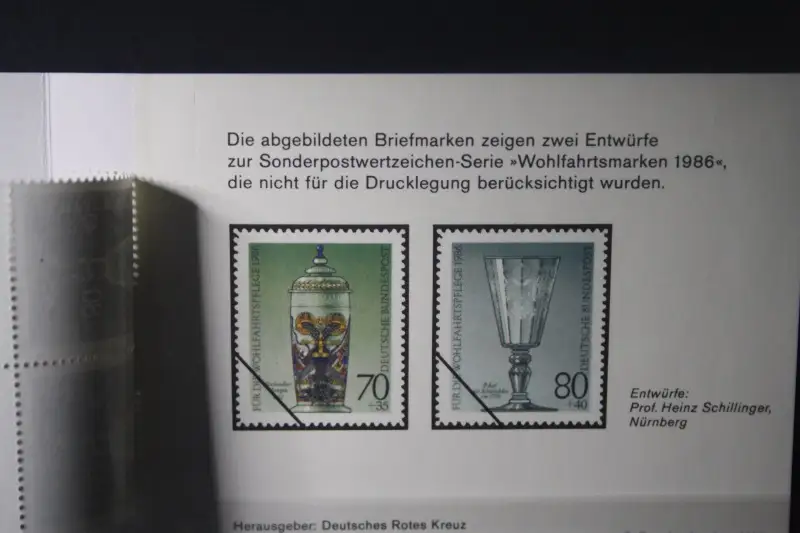 Die abgebildeten Briefmarken zeigen zwei Entwürfe
zur Sonderpostwertzeichen-Serie »Wohlfahrtsmarken 1986«,
die nicht für die Drucklegung berücksichtigt wurden.
FÜR DIE WOHLFAHRTSPFLEGE 1986
DEUTSCHE BUNDESPOST
70
+35
FÜR DIE WOHLFAHRTSPFLEGE 1986
DEUTSCHE BUNDESPOST
80
+40
Entwürfe:
Prof. Heinz Schillinger,
Nürnberg
Herausgeber: Deutsches Rotes Kreuz